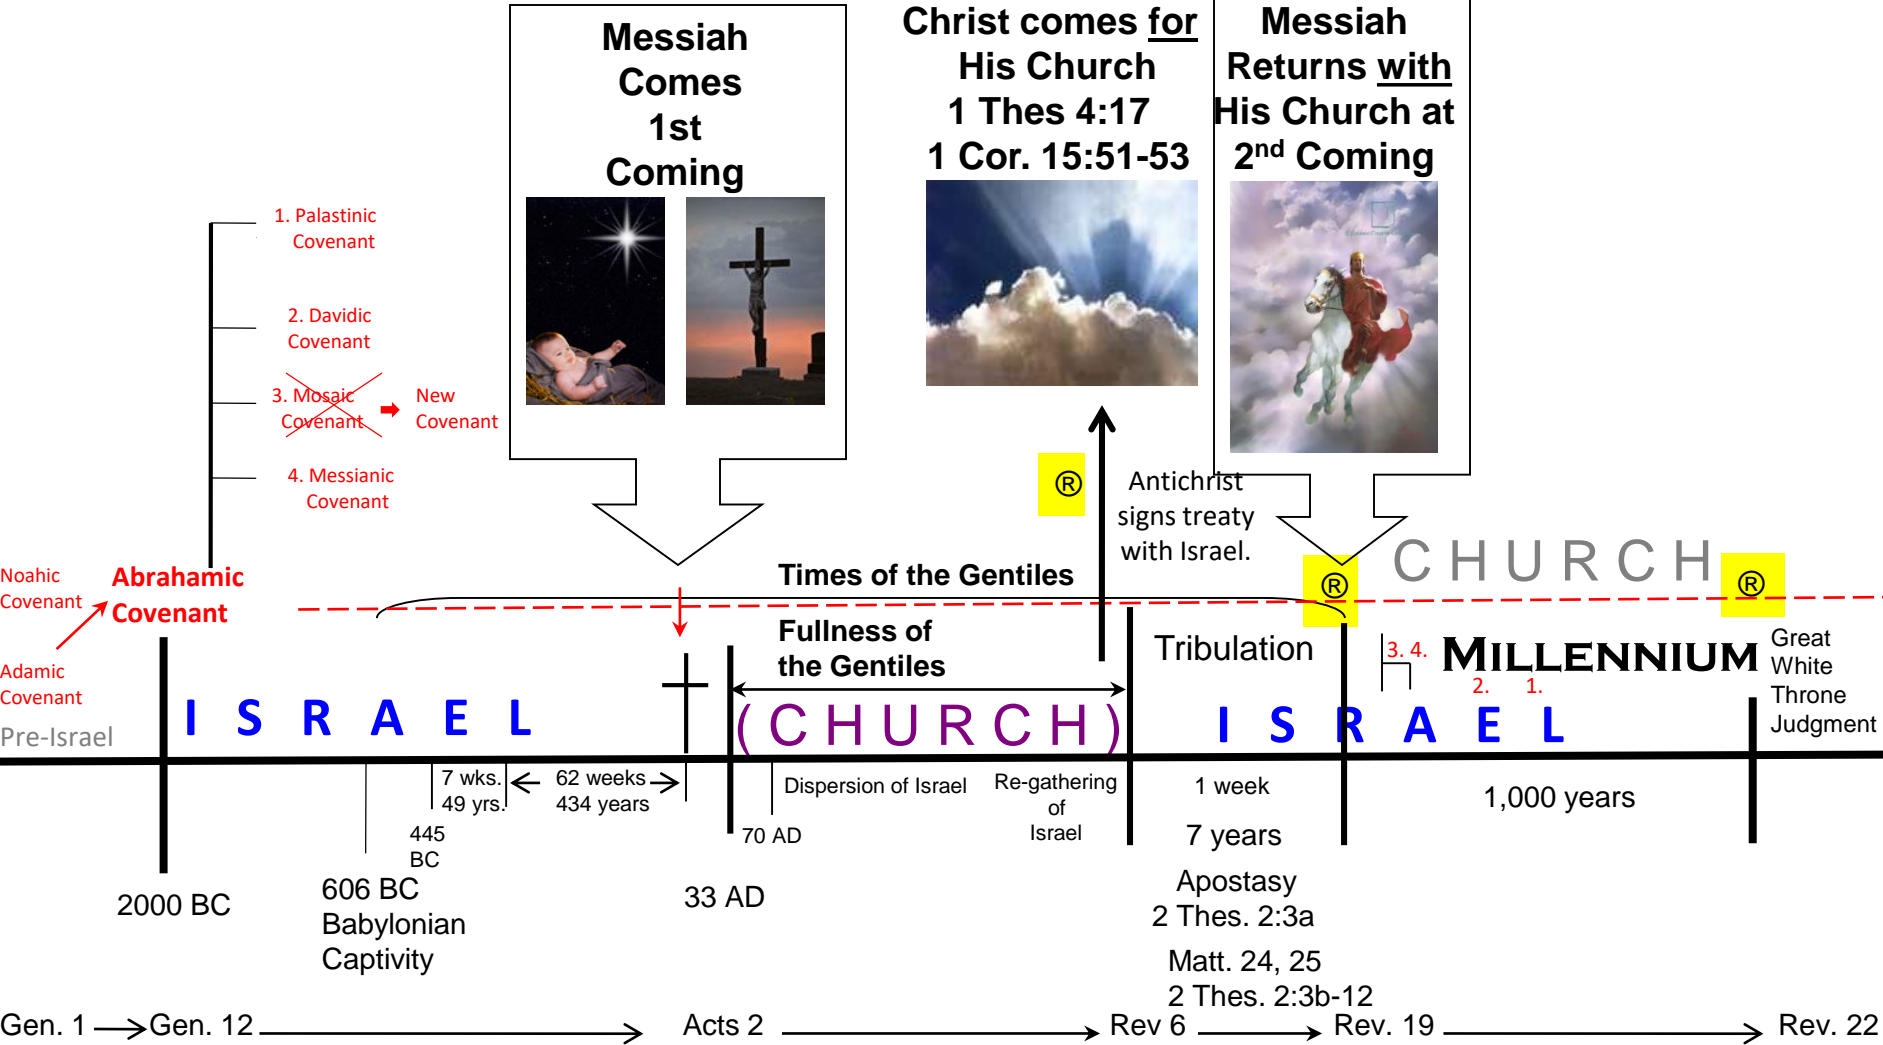 Messiah
Comes
1st
Coming
Christ comes for
His Church
1 Thes 4:17
1 Cor. 15:51-53
Messiah
Returns with
His Church at
2nd Coming
1. Palastinic
Covenant
2. Davidic
Covenant
3. Mosaic
Covenant
New
Covenant
4. Messianic
Covenant
®
Antichrist
signs treaty
with Israel.
Noahic
Covenant
Abrahamic
Covenant
Adamic
Covenant
Pre-Israel
Times of the Gentiles
®
CHURCH
®
Fullness of
the Gentiles
Tribulation
3. 4.
MILLENNIUM
2. 1.
Great
White
Throne
Judgment
ISRAEL
(CHURCH)
ISRAEL
7 wks.
49 yrs.
62 weeks
434 years
Dispersion of Israel
Re-gathering
of
Israel
1 week
7 years
1,000 years
445
BC
70 AD
2000 BC
606 BC
Babylonian
Captivity
33 AD
Apostasy
2 Thes. 2:3a
Matt. 24, 25
2 Thes. 2:3b-12
Gen. 1 Gen. 12 Acts 2 Rev 6 Rev. 19 Rev. 22